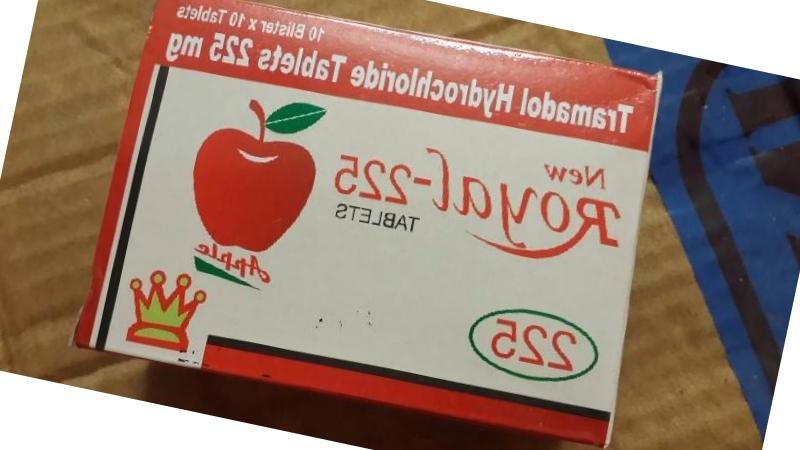 10 Blister x 10 Tablets
Tramadol Hydrochloride Tablets 225 mg
New
Royal-225
TABLETS
Apple
225